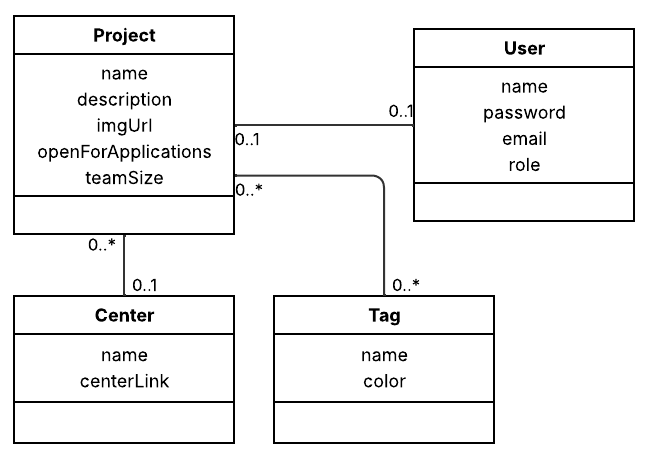 Project
name
description
imgUrl
openForApplications
teamSize
User
name
password
email
role
0..1
0..1
0..*
0..*
0..1
0..*
Center
name
centerLink
Tag
name
color